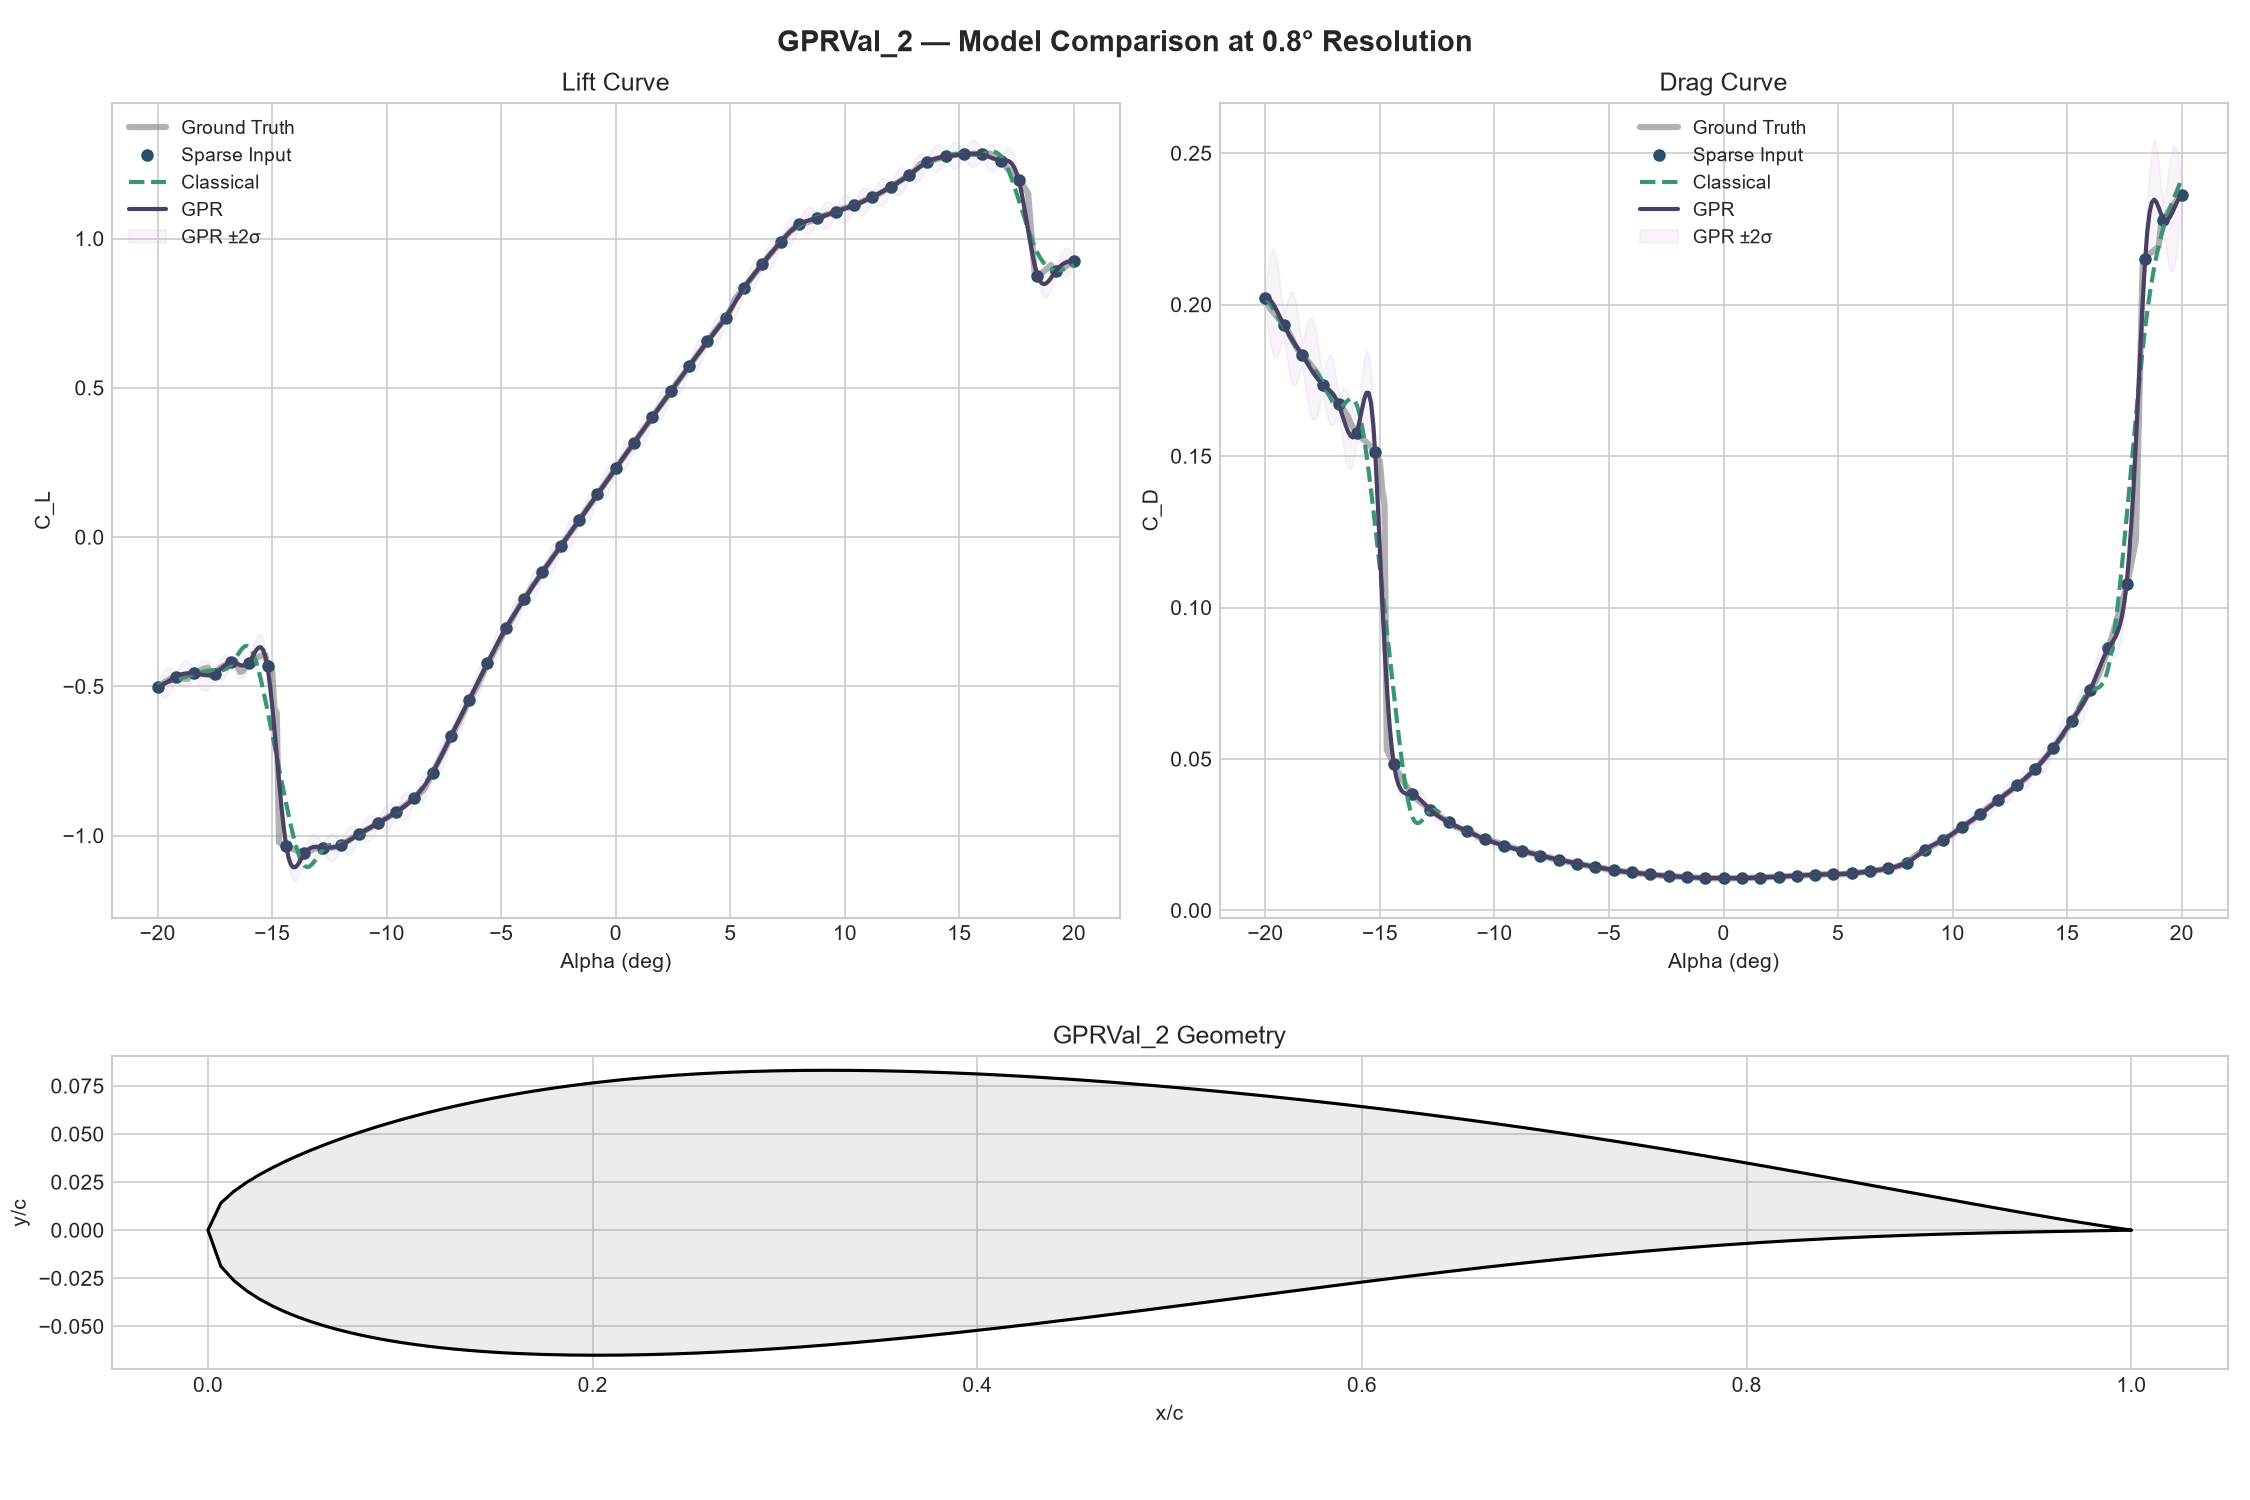 GPRVal_2 — Model Comparison at 0.8° Resolution
Lift Curve
Ground Truth
Sparse Input
Classical
GPR
GPR ±2σ
1.0
0.5
0.0
−0.5
−1.0
C_L
−20 −15 −10 −5 0 5 10 15 20
Alpha (deg)
Drag Curve
Ground Truth
Sparse Input
Classical
GPR
GPR ±2σ
0.25
0.20
0.15
0.10
0.05
0.00
C_D
−20 −15 −10 −5 0 5 10 15 20
Alpha (deg)
GPRVal_2 Geometry
0.075
0.050
0.025
0.000
−0.025
−0.050
y/c
0.0 0.2 0.4 0.6 0.8 1.0
x/c